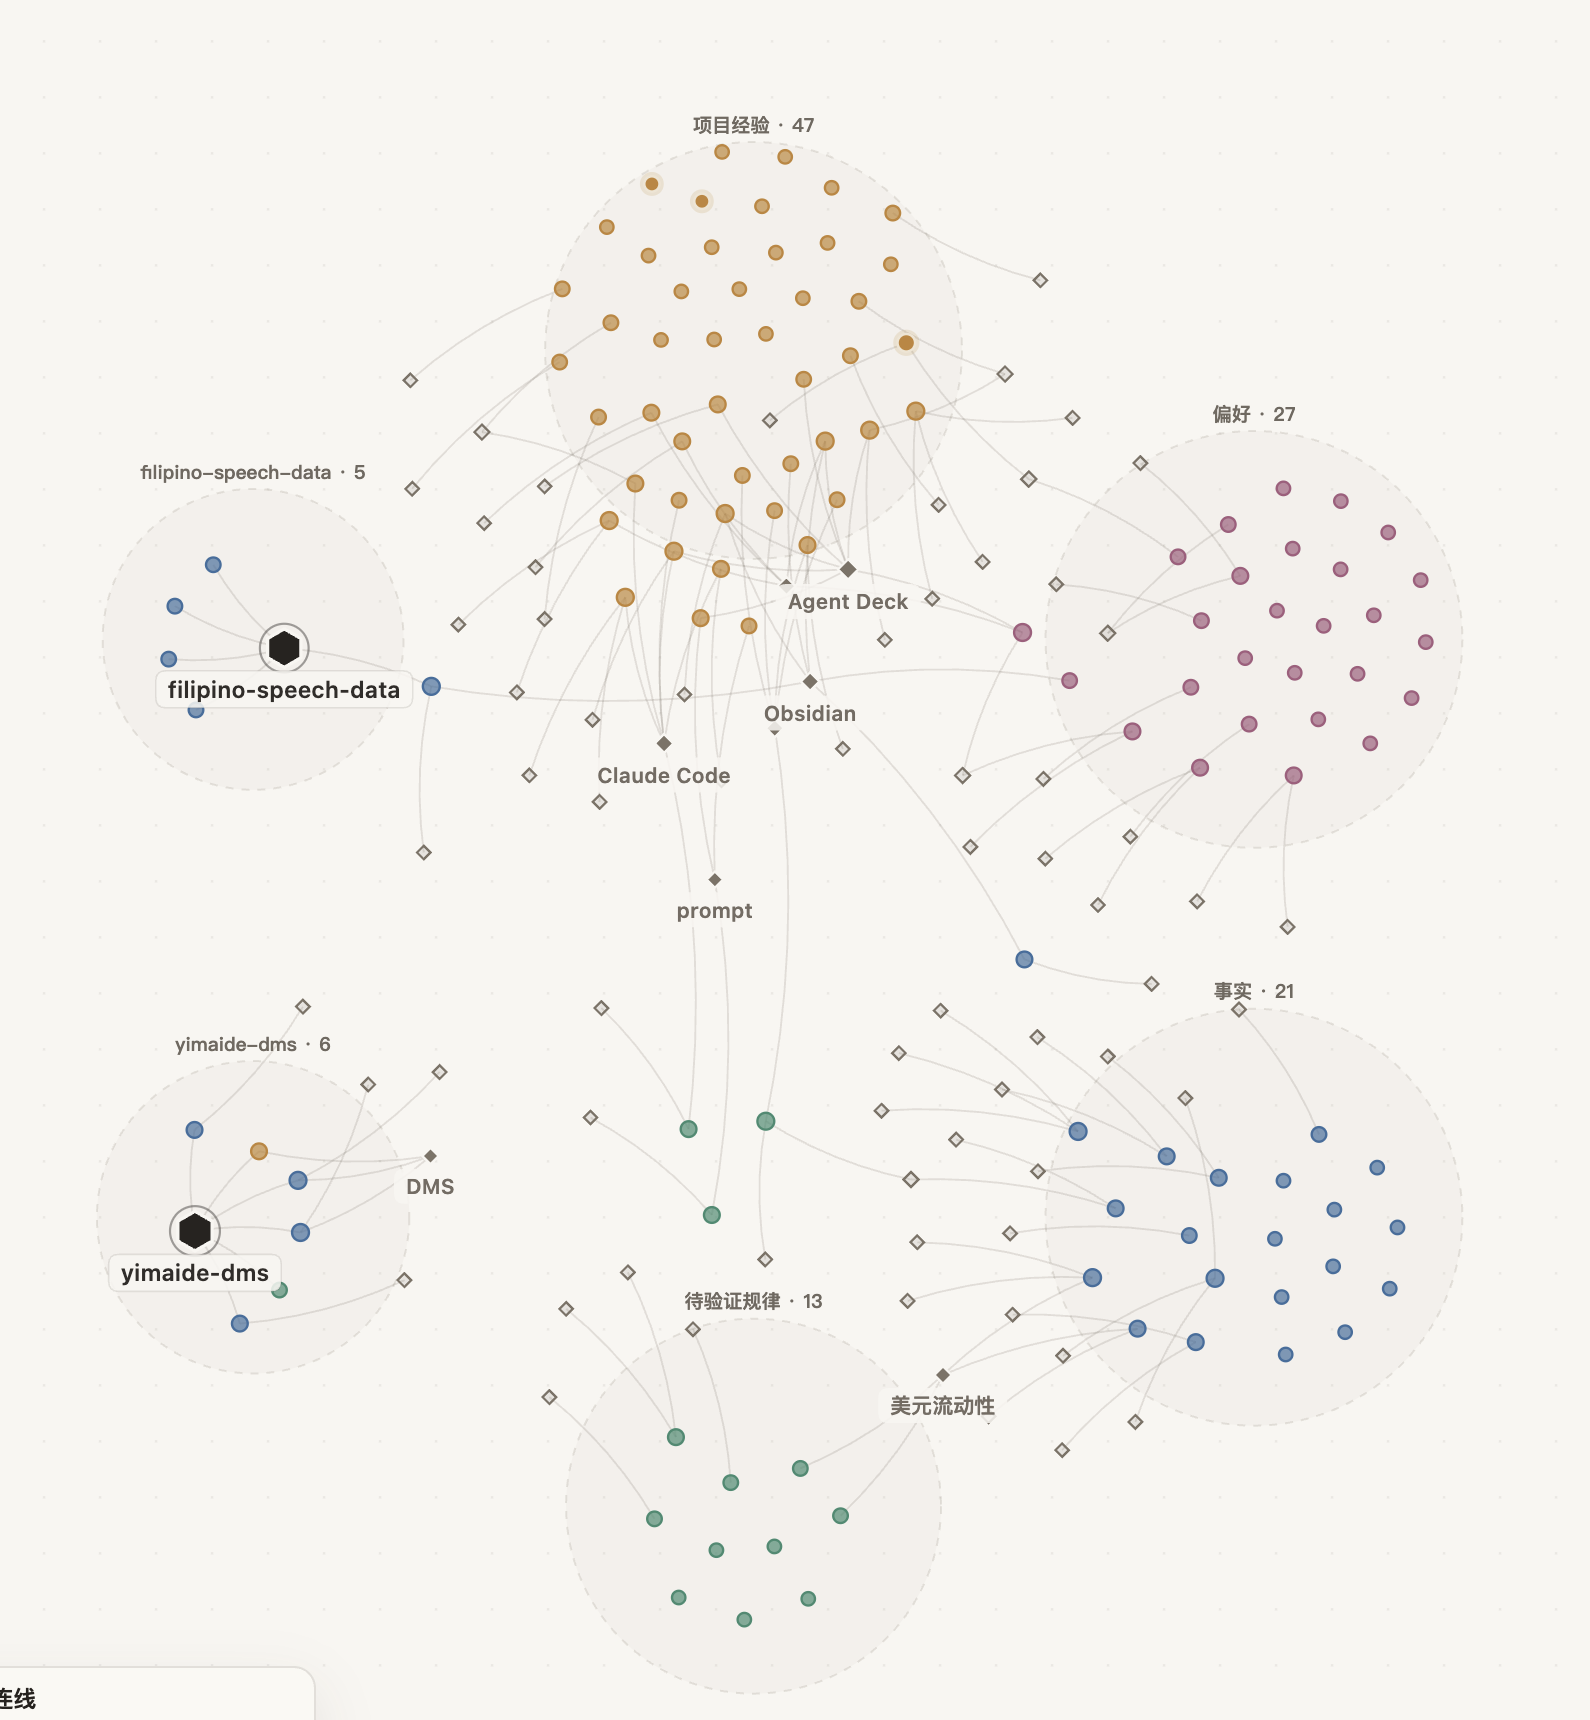 项目经验 · 47
偏好 · 27
filipino-speech-data · 5
Agent Deck
filipino-speech-data
Obsidian
Claude Code
prompt
事实 · 21
yimaide-dms · 6
DMS
yimaide-dms
待验证规律 · 13
美元流动性
连线